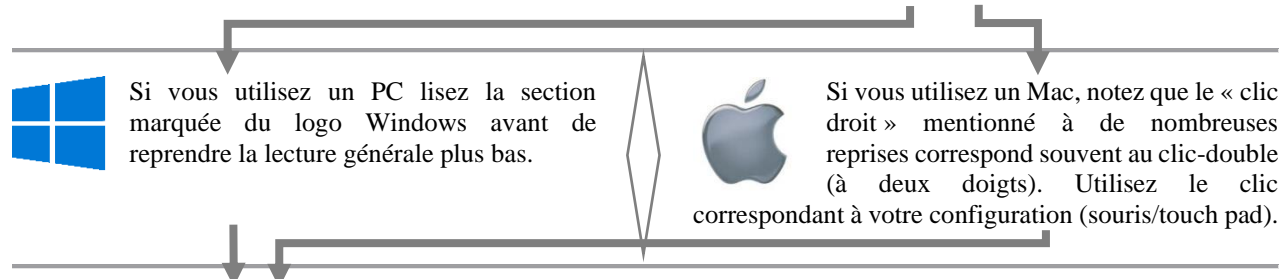 Si vous utilisez un PC lisez la section
marquée du logo Windows avant de
reprendre la lecture générale plus bas.
Si vous utilisez un Mac, notez que le « clic
droit » mentionné à de nombreuses
reprises correspond souvent au clic-double
(à deux doigts). Utilisez le clic
correspondant à votre configuration (souris/touch pad).